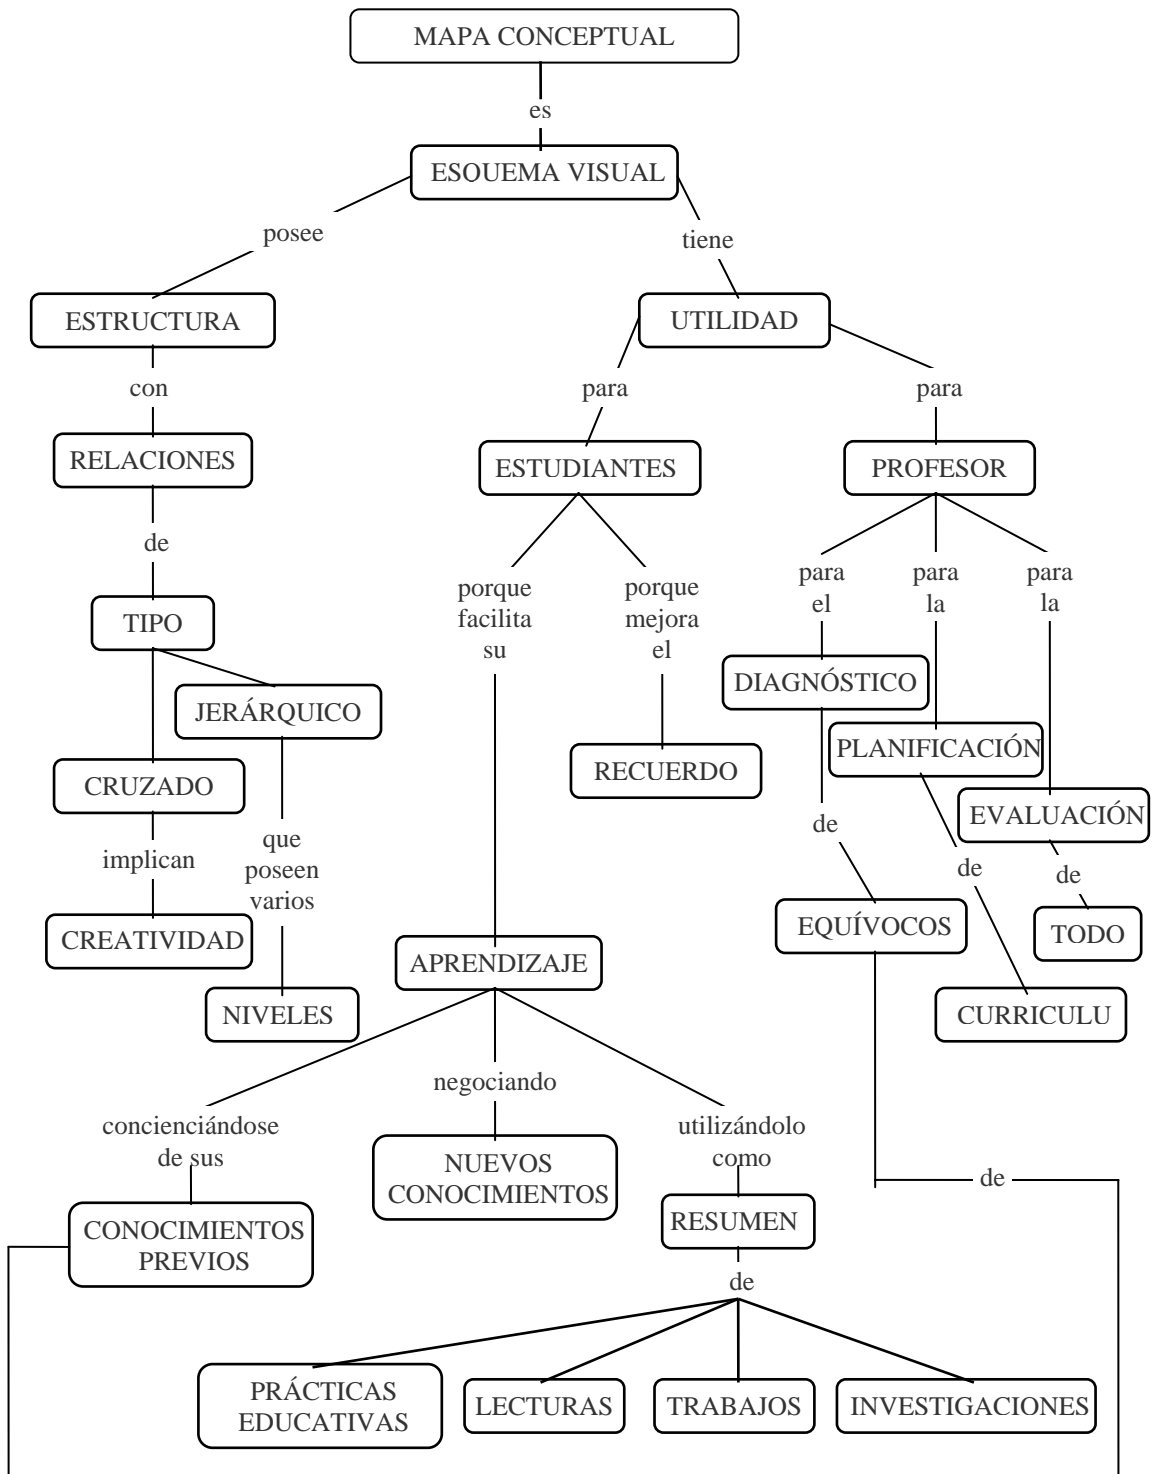 MAPA CONCEPTUAL
es
ESQUEMA VISUAL
posee
tiene
ESTRUCTURA
UTILIDAD
con
para
para
RELACIONES
ESTUDIANTES
PROFESOR
de
porque
facilita
su
porque
mejora
el
para
el
para
la
para
la
TIPO
DIAGNÓSTICO
JERÁRQUICO
PLANIFICACIÓN
CRUZADO
RECUERDO
EVALUACIÓN
implican
que
poseen
varios
de
de
de
CREATIVIDAD
EQUÍVOCOS
TODO
APRENDIZAJE
NIVELES
CURRICULU
negociando
concienciándose
de sus
utilizándolo
como
NUEVOS
CONOCIMIENTOS
de
CONOCIMIENTOS
PREVIOS
RESUMEN
de
PRÁCTICAS
EDUCATIVAS
LECTURAS
TRABAJOS
INVESTIGACIONES